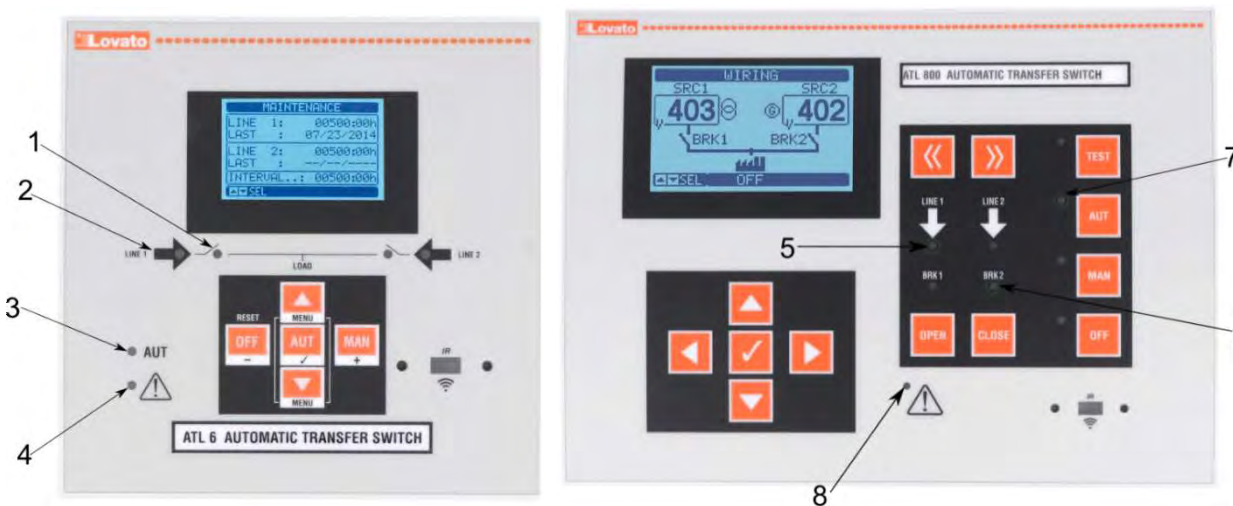 Lovato
MAINTENANCE
LINE 1: 00500:00h
LAST : 07/23/2014
LINE 2: 00500:00h
LAST : --/--/----
INTERVAL..: 00500:00h
SEL
1
2
LINE 1
LOAD
LINE 2
3
AUT
4
RESET
OFF
−
MENU
AUT
✓
MENU
MAN
+
IR
ATL 6 AUTOMATIC TRANSFER SWITCH
Lovato
WIRING
SRC1
SRC2
403
G
402
V
V
BRK1
BRK2
SEL
OFF
ATL 800 AUTOMATIC TRANSFER SWITCH
TEST
7
LINE 1
LINE 2
AUT
5
BRK 1
BRK 2
MAN
OPEN
CLOSE
OFF
✓
8
IR